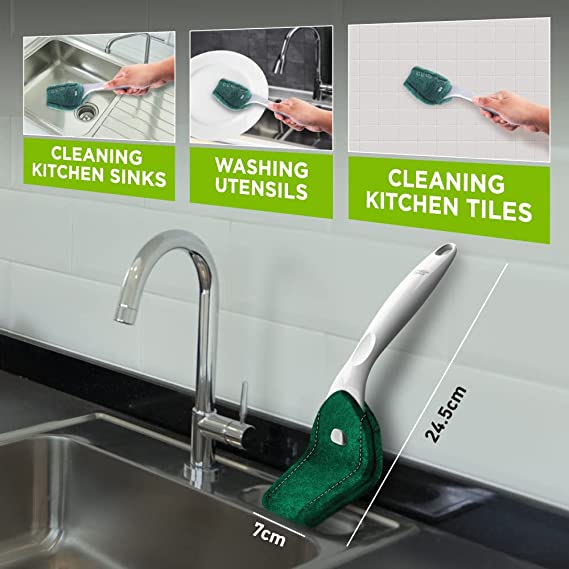 CLEANING
KITCHEN SINKS
WASHING
UTENSILS
CLEANING
KITCHEN TILES
24.5cm
7cm